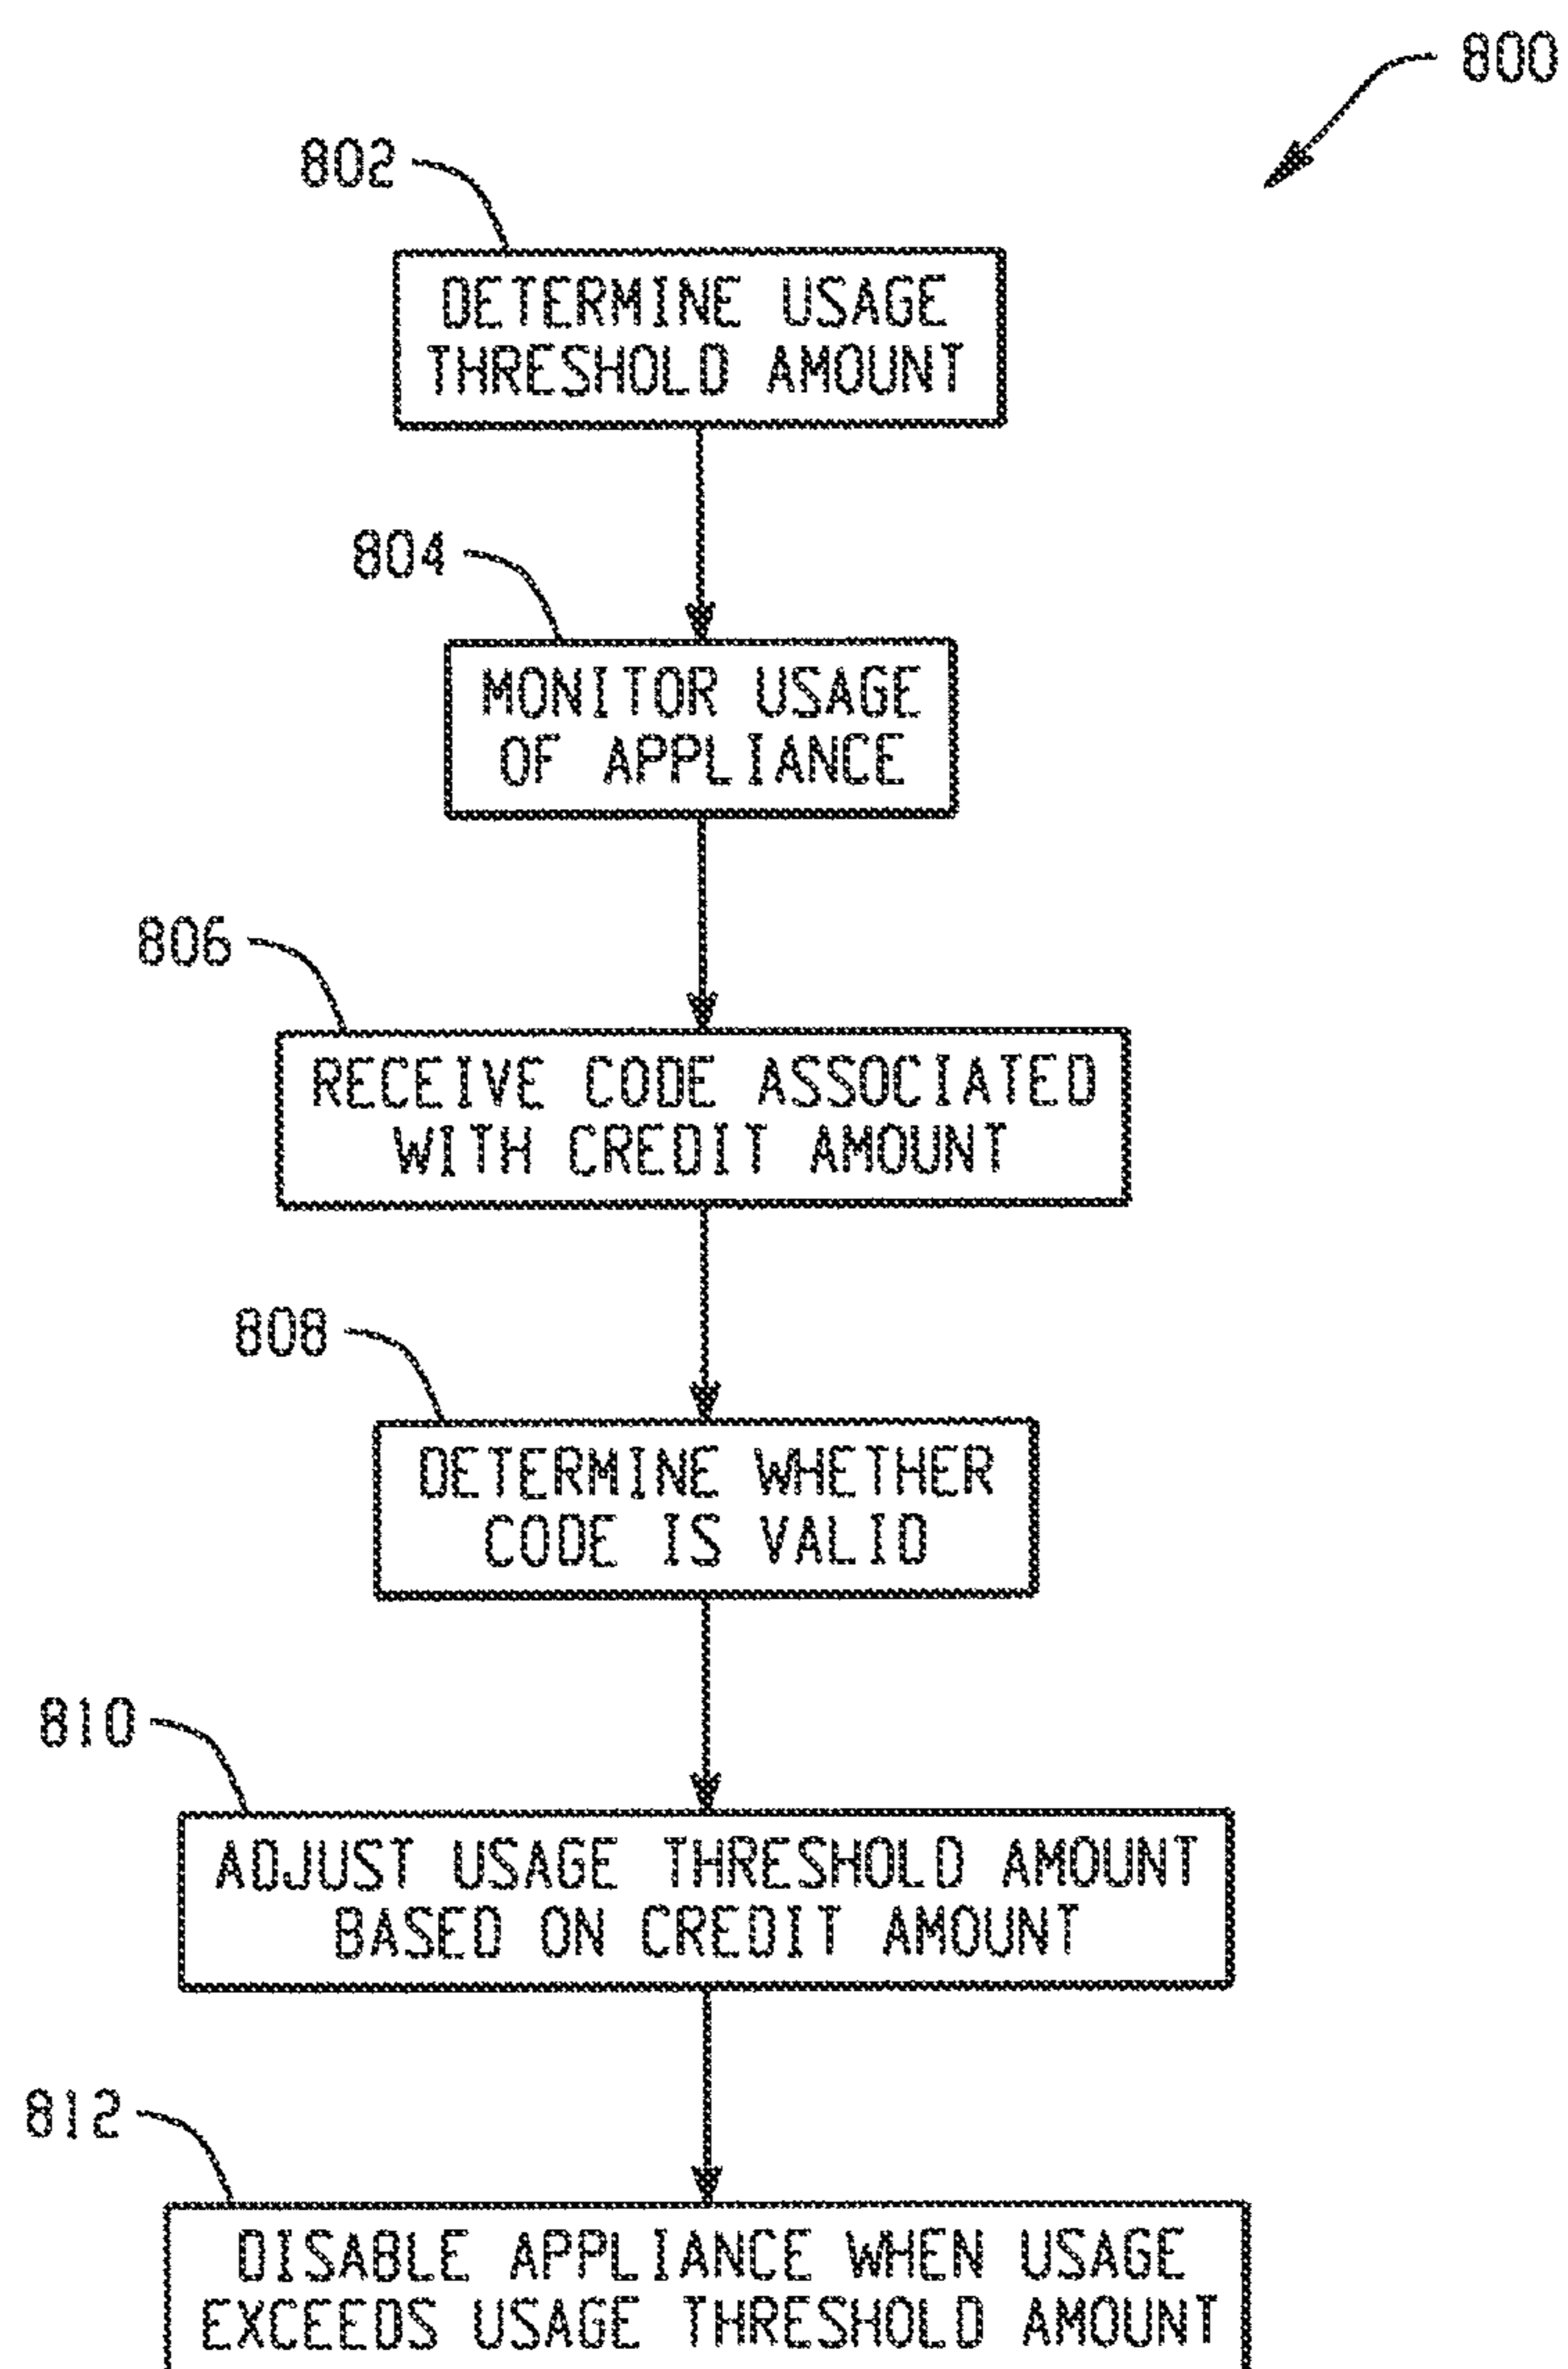 800
802
DETERMINE USAGE
THRESHOLD AMOUNT
804
MONITOR USAGE
OF APPLIANCE
806
RECEIVE CODE ASSOCIATED
WITH CREDIT AMOUNT
808
DETERMINE WHETHER
CODE IS VALID
810
ADJUST USAGE THRESHOLD AMOUNT
BASED ON CREDIT AMOUNT
812
DISABLE APPLIANCE WHEN USAGE
EXCEEDS USAGE THRESHOLD AMOUNT